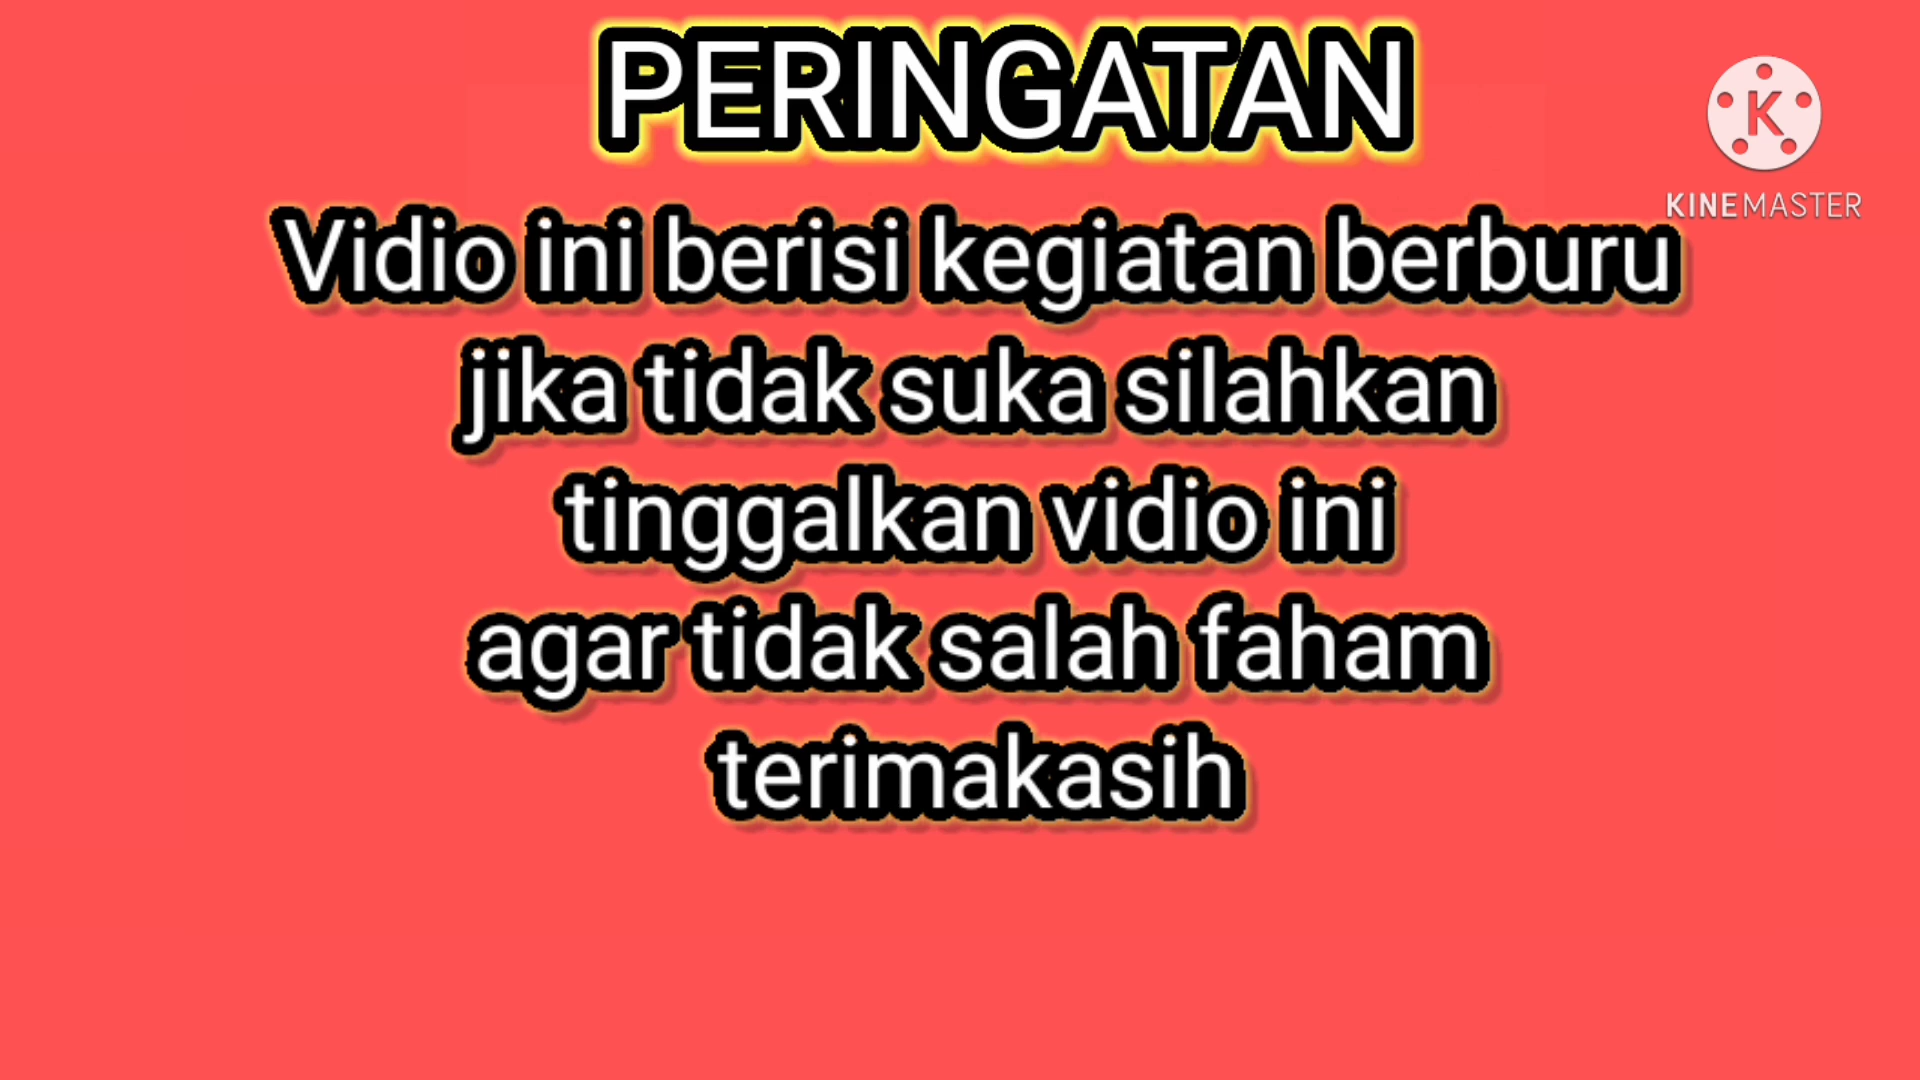 PERINGATAN
KINEMASTER
Vidio ini berisi kegiatan berburu
jika tidak suka silahkan
tinggalkan vidio ini
agar tidak salah faham
terimakasih